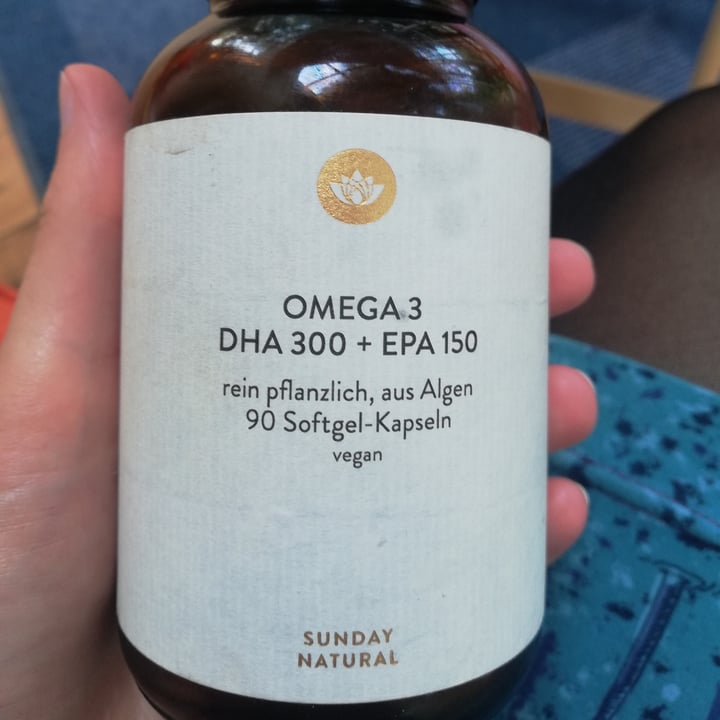 OMEGA 3
DHA 300 + EPA 150
rein pflanzlich, aus Algen
90 Softgel-Kapseln
vegan
SUNDAY
NATURAL